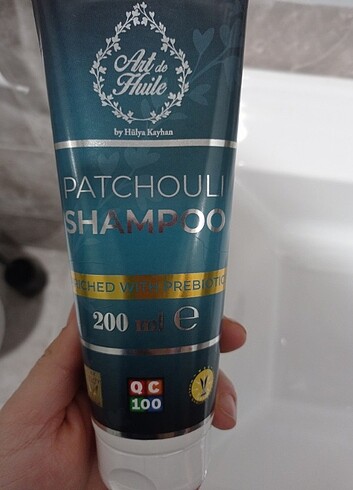 Art de
Huile
by Hülya Kayhan
PATCHOULI
SHAMPOO
ENRICHED WITH PREBIOTIC
200 ml e
QC
100
V